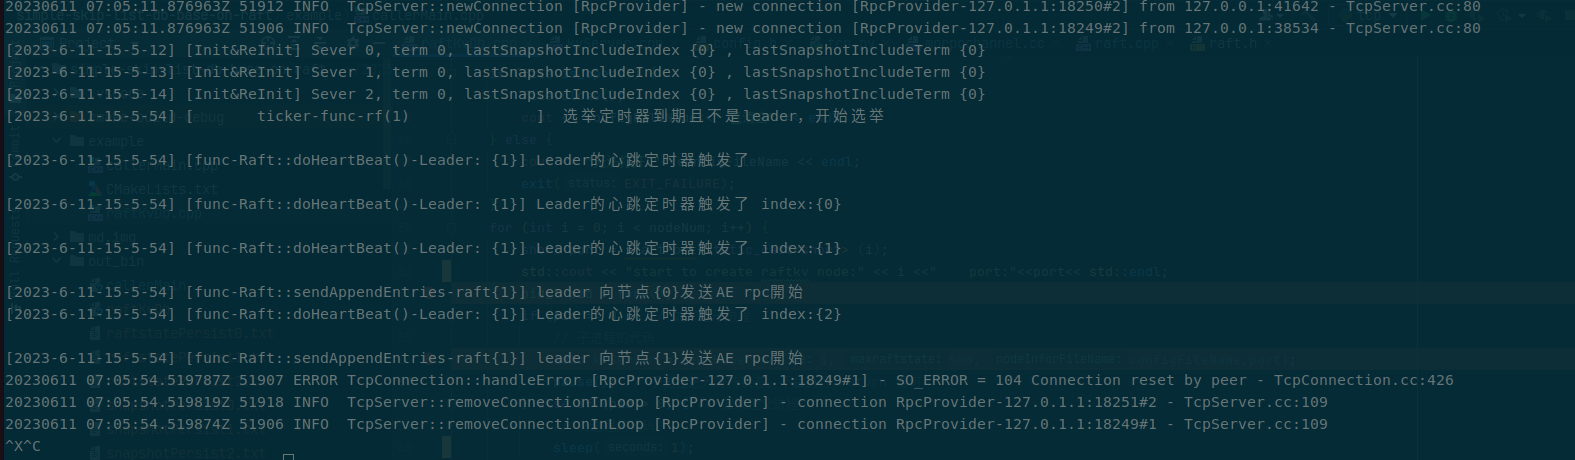 20230611 07:05:11.876963Z 51912 INFO  TcpServer::newConnection [RpcProvider] - new connection [RpcProvider-127.0.1.1:18250#2] from 127.0.0.1:41642 - TcpServer.cc:80
20230611 07:05:11.876963Z 51906 INFO  TcpServer::newConnection [RpcProvider] - new connection [RpcProvider-127.0.1.1:18249#2] from 127.0.0.1:38534 - TcpServer.cc:80
[2023-6-11-15-5-12] [Init&ReInit] Sever 0, term 0, lastSnapshotIncludeIndex {0} , lastSnapshotIncludeTerm {0}
[2023-6-11-15-5-13] [Init&ReInit] Sever 1, term 0, lastSnapshotIncludeIndex {0} , lastSnapshotIncludeTerm {0}
[2023-6-11-15-5-14] [Init&ReInit] Sever 2, term 0, lastSnapshotIncludeIndex {0} , lastSnapshotIncludeTerm {0}
[2023-6-11-15-5-54] [       ticker-func-rf(1)              ]  选举定时器到期且不是leader，开始选举
[2023-6-11-15-5-54] [func-Raft::doHeartBeat()-Leader: {1}] Leader的心跳定时器触发了
[2023-6-11-15-5-54] [func-Raft::doHeartBeat()-Leader: {1}] Leader的心跳定时器触发了 index:{0}
[2023-6-11-15-5-54] [func-Raft::doHeartBeat()-Leader: {1}] Leader的心跳定时器触发了 index:{1}
[2023-6-11-15-5-54] [func-Raft::sendAppendEntries-raft{1}] leader 向节点{0}发送AE rpc開始
[2023-6-11-15-5-54] [func-Raft::doHeartBeat()-Leader: {1}] Leader的心跳定时器触发了 index:{2}
[2023-6-11-15-5-54] [func-Raft::sendAppendEntries-raft{1}] leader 向节点{1}发送AE rpc開始
20230611 07:05:54.519787Z 51907 ERROR TcpConnection::handleError [RpcProvider-127.0.1.1:18249#1] - SO_ERROR = 104 Connection reset by peer - TcpConnection.cc:426
20230611 07:05:54.519819Z 51918 INFO  TcpServer::removeConnectionInLoop [RpcProvider] - connection RpcProvider-127.0.1.1:18251#2 - TcpServer.cc:109
20230611 07:05:54.519874Z 51906 INFO  TcpServer::removeConnectionInLoop [RpcProvider] - connection RpcProvider-127.0.1.1:18249#1 - TcpServer.cc:109
^X^C